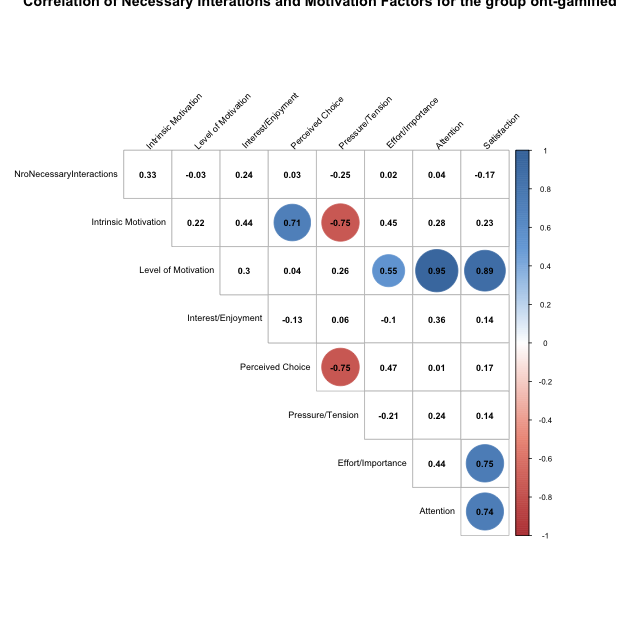 Correlation of Necessary Interations and Motivation Factors for the group ont-gamified
Intrinsic Motivation
Level of Motivation
Interest/Enjoyment
Perceived Choice
Pressure/Tension
Effort/Importance
Attention
Satisfaction
NroNecessaryInteractions 0.33 -0.03 0.24 0.03 -0.25 0.02 0.04 -0.17
Intrinsic Motivation 0.22 0.44 0.71 -0.75 0.45 0.28 0.23
Level of Motivation 0.3 0.04 0.26 0.55 0.95 0.89
Interest/Enjoyment -0.13 0.06 -0.1 0.36 0.14
Perceived Choice -0.75 0.47 0.01 0.17
Pressure/Tension -0.21 0.24 0.14
Effort/Importance 0.44 0.75
Attention 0.74
1
0.8
0.6
0.4
0.2
0
-0.2
-0.4
-0.6
-0.8
-1